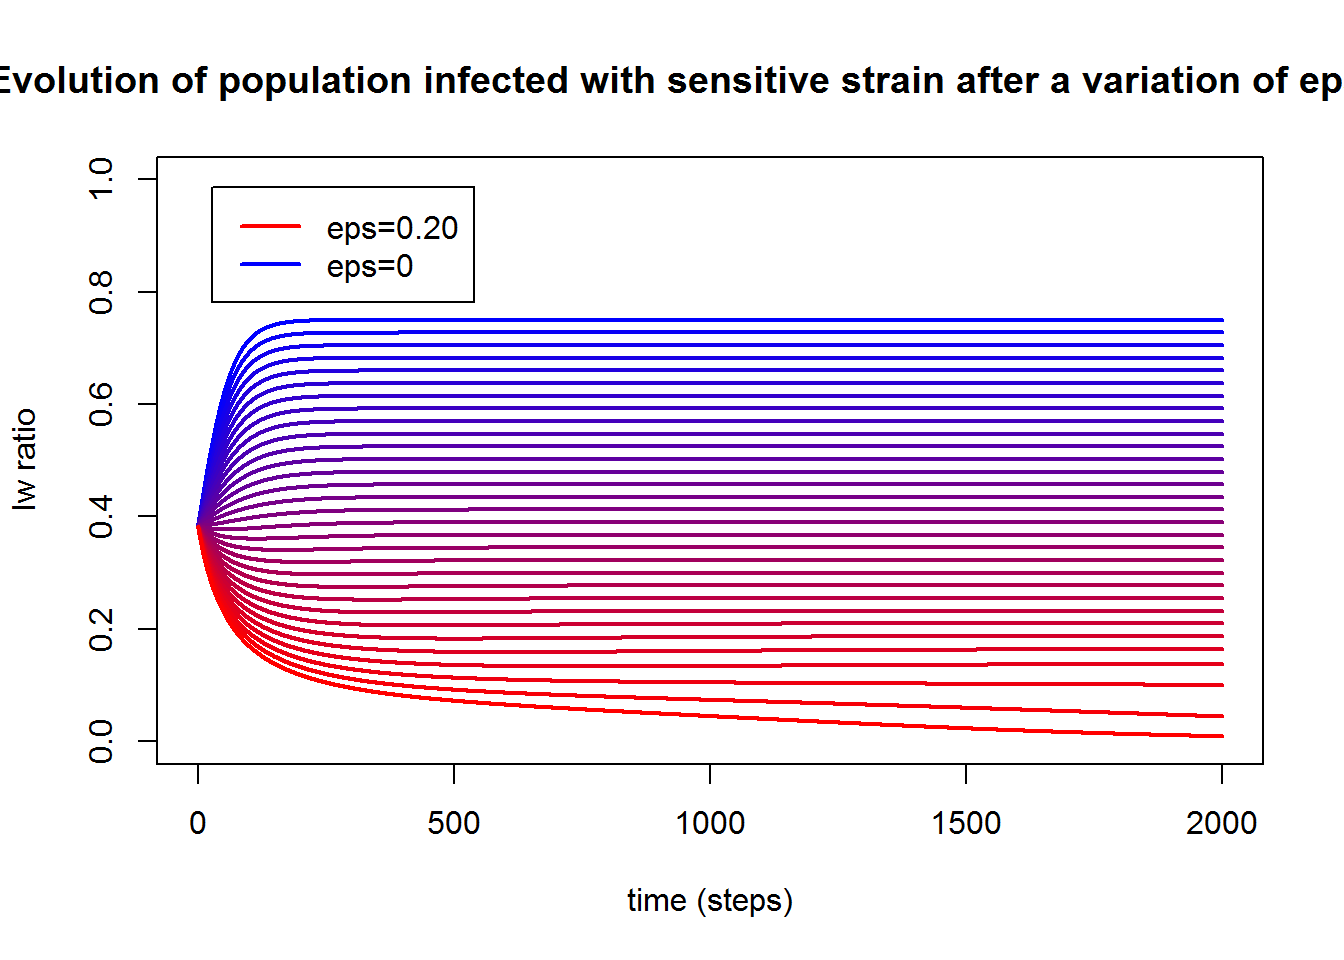 Evolution of population infected with sensitive strain after a variation of ep
1.0
0.8
0.6
0.4
0.2
0.0
Iw ratio
eps=0.20
eps=0
0
500
1000
1500
2000
time (steps)